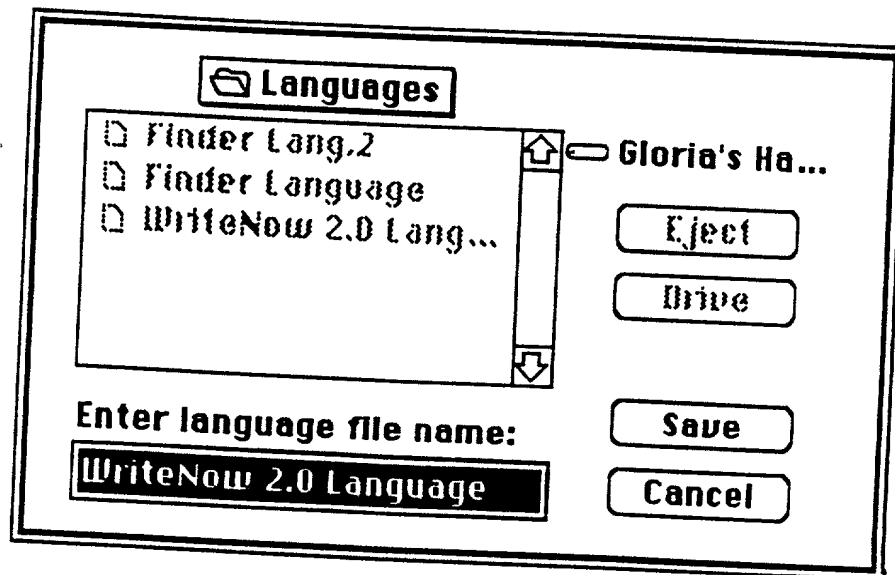 Languages
Finder Lang.2
Finder Language
WriteNow 2.0 Lang...
Gloria's Ha...
Eject
Drive
Enter language file name:
WriteNow 2.0 Language
Save
Cancel